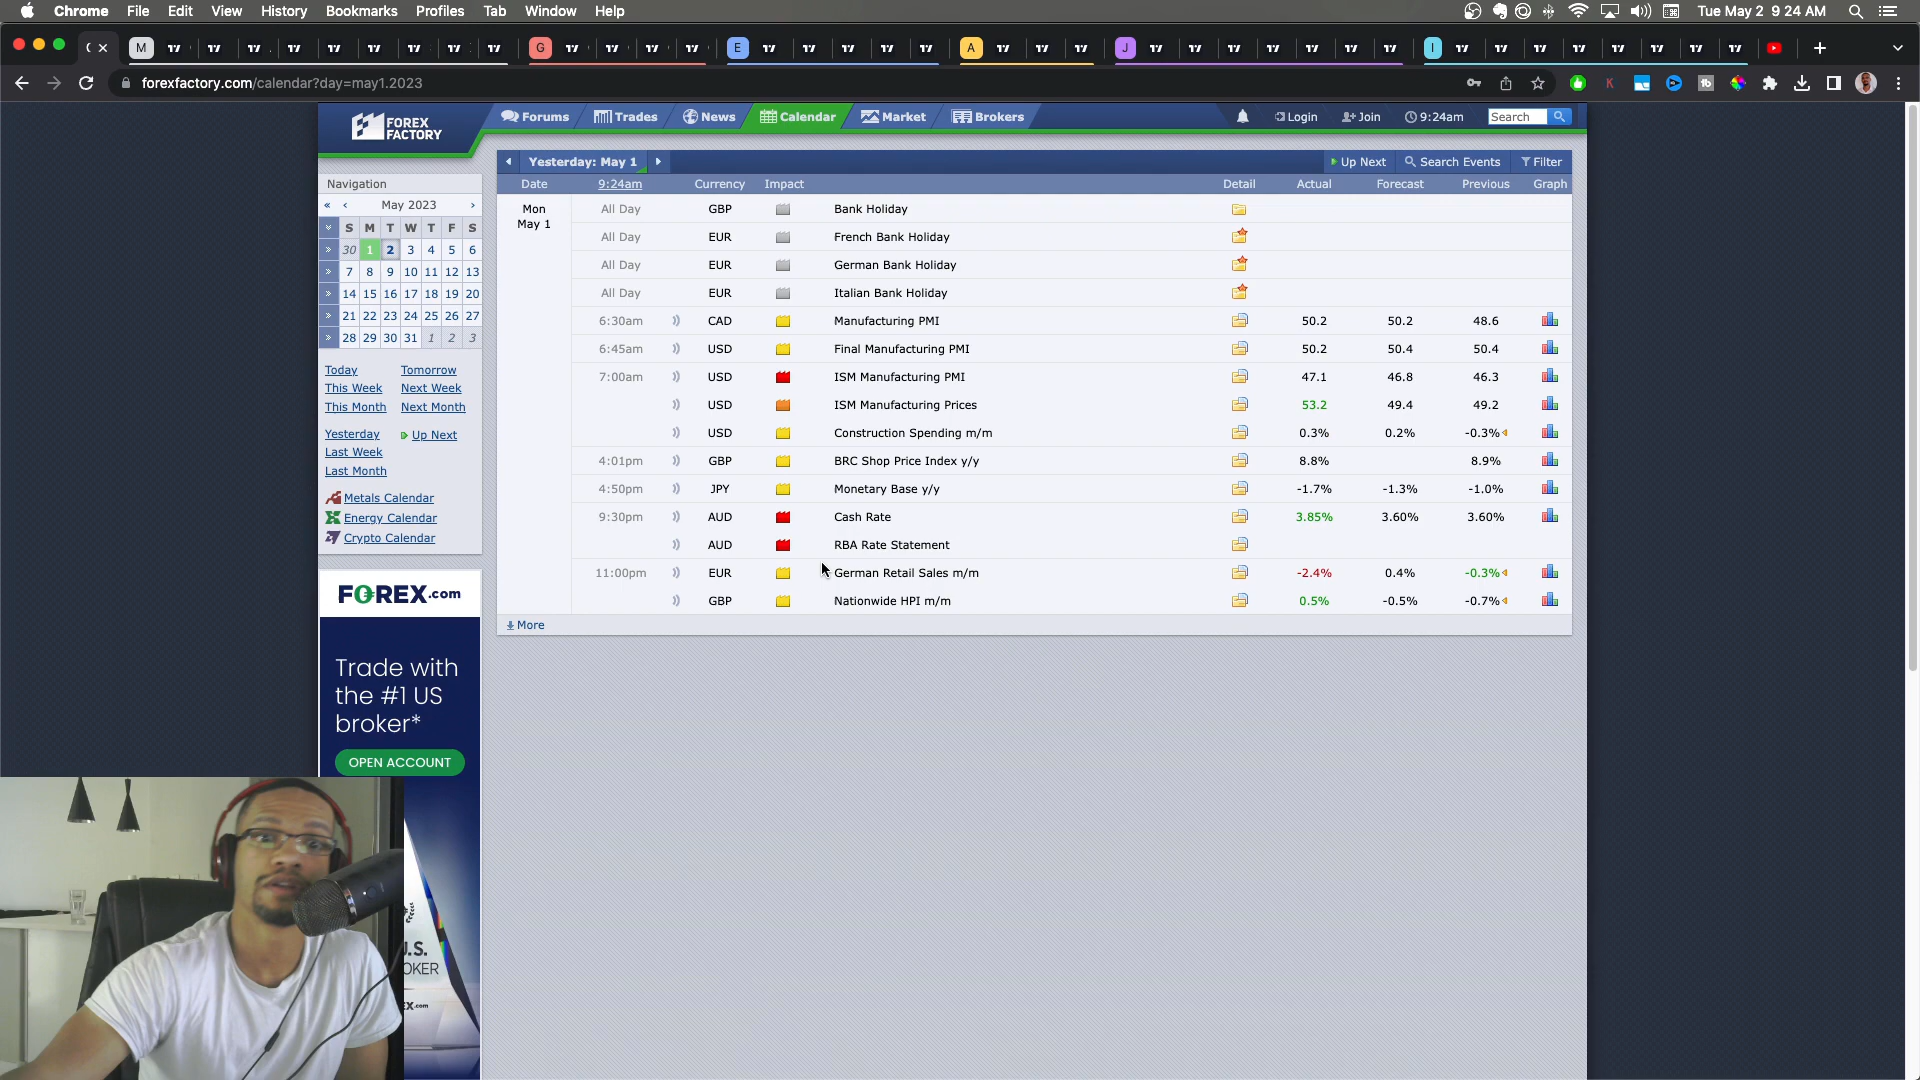 Chrome File Edit View History Bookmarks Profiles Tab Window Help Tue May 2 9:24 AM
M G E A J I
forexfactory.com/calendar?day=may1.2023
FOREX FACTORY
Forums Trades News Calendar Market Brokers Login Join 9:24am Search
Navigation
« ‹ May 2023 ›
S M T W T F S
30 1 2 3 4 5 6
7 8 9 10 11 12 13
14 15 16 17 18 19 20
21 22 23 24 25 26 27
28 29 30 31 1 2 3
Today Tomorrow
This Week Next Week
This Month Next Month
Yesterday Up Next
Last Week
Last Month
Metals Calendar
Energy Calendar
Crypto Calendar
Yesterday: May 1 Up Next Search Events Filter
Date 9:24am Currency Impact Detail Actual Forecast Previous Graph
Mon May 1 All Day GBP Bank Holiday
All Day EUR French Bank Holiday
All Day EUR German Bank Holiday
All Day EUR Italian Bank Holiday
6:30am CAD Manufacturing PMI 50.2 50.2 48.6
6:45am USD Final Manufacturing PMI 50.2 50.4 50.4
7:00am USD ISM Manufacturing PMI 47.1 46.8 46.3
USD ISM Manufacturing Prices 53.2 49.4 49.2
USD Construction Spending m/m 0.3% 0.2% -0.3%
4:01pm GBP BRC Shop Price Index y/y 8.8% 8.9%
4:50pm JPY Monetary Base y/y -1.7% -1.3% -1.0%
9:30pm AUD Cash Rate 3.85% 3.60% 3.60%
AUD RBA Rate Statement
11:00pm EUR German Retail Sales m/m -2.4% 0.4% -0.3%
GBP Nationwide HPI m/m 0.5% -0.5% -0.7%
More
FOREX.com
Trade with
the #1 US
broker*
OPEN ACCOUNT